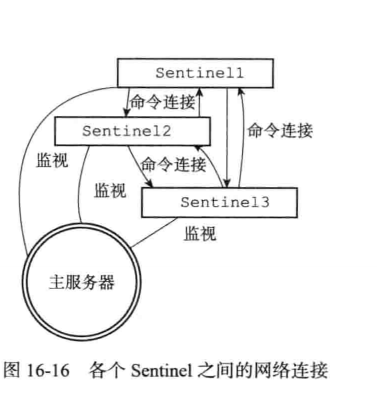 Sentinel1
命令连接
Sentinel2
命令连接
监视
命令连接
监视
Sentinel3
监视
主服务器
图 16-16 各个 Sentinel 之间的网络连接